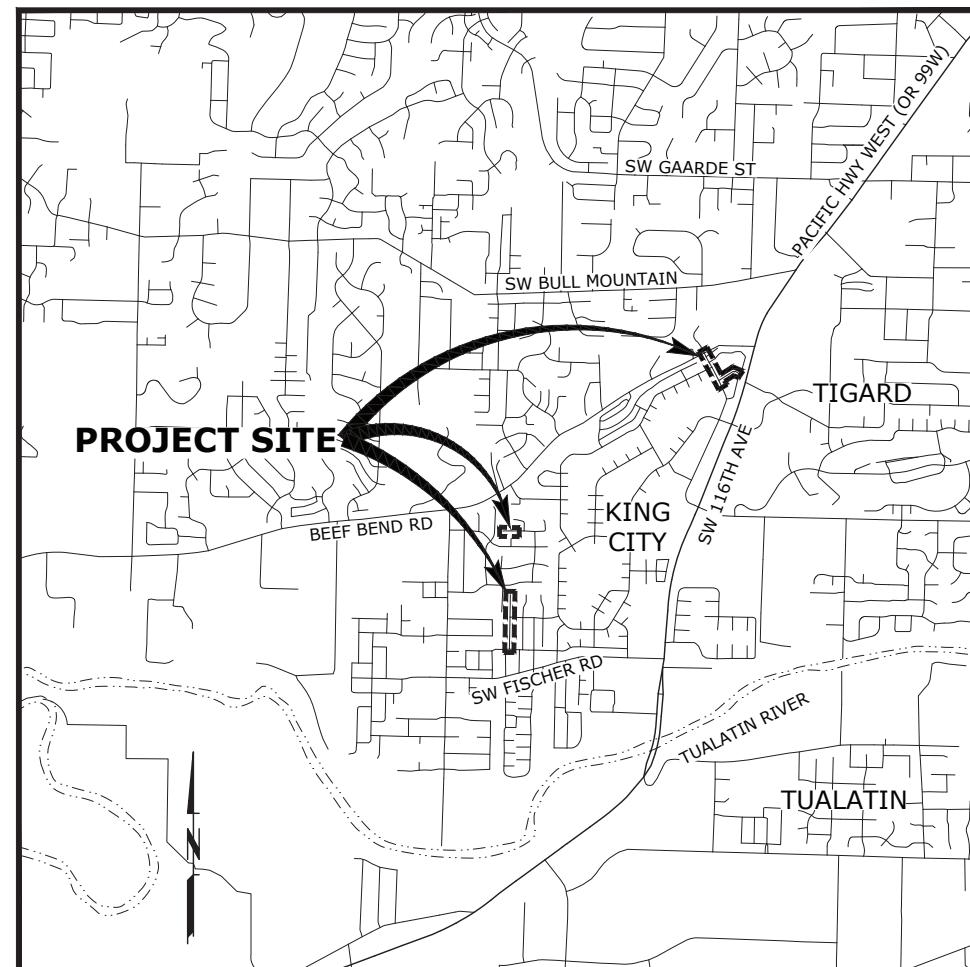 PACIFIC HWY WEST (OR 99W)
SW GAARDE ST
SW BULL MOUNTAIN
TIGARD
PROJECT SITE
SW 116TH AVE
KING
CITY
BEEF BEND RD
SW FISCHER RD
TUALATIN RIVER
TUALATIN
N